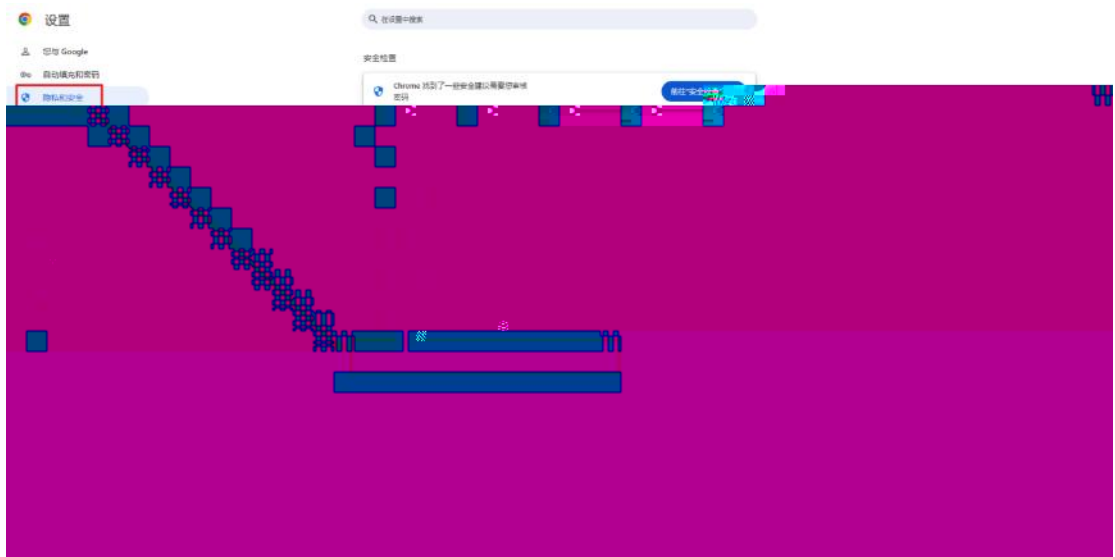 设置
在设置中搜索
您与 Google
安全检查
自动填充和密码
Chrome 找到了一些安全建议需要您审核
隐私和安全
密码
前往“安全检查”